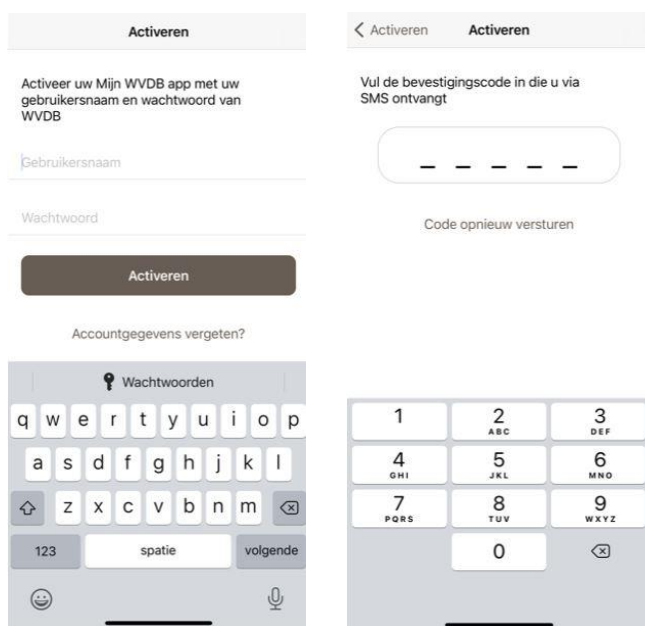 Activeren
Activeer uw Mijn WVDB app met uw
gebruikersnaam en wachtwoord van
WVDB
Gebruikersnaam
Wachtwoord
Activeren
Accountgegevens vergeten?
Wachtwoorden
q w e r t y u i o p
a s d f g h j k l
z x c v b n m
123 spatie volgende
Activeren Activeren
Vul de bevestigingscode in die u via
SMS ontvangt
Code opnieuw versturen
1 2 3
ABC DEF
4 5 6
GHI JKL MNO
7 8 9
PQRS TUV WXYZ
0